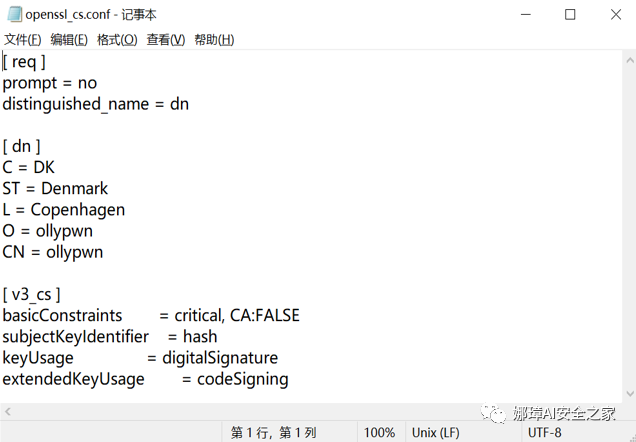 openssl_cs.conf - 记事本
文件(F) 编辑(E) 格式(O) 查看(V) 帮助(H)
[ req ]
prompt = no
distinguished_name = dn
[ dn ]
C = DK
ST = Denmark
L = Copenhagen
O = ollypwn
CN = ollypwn
[ v3_cs ]
basicConstraints = critical, CA:FALSE
subjectKeyIdentifier = hash
keyUsage = digitalSignature
extendedKeyUsage = codeSigning
娜璋AI安全之家
第 1 行，第 1 列 100% Unix (LF) UTF-8